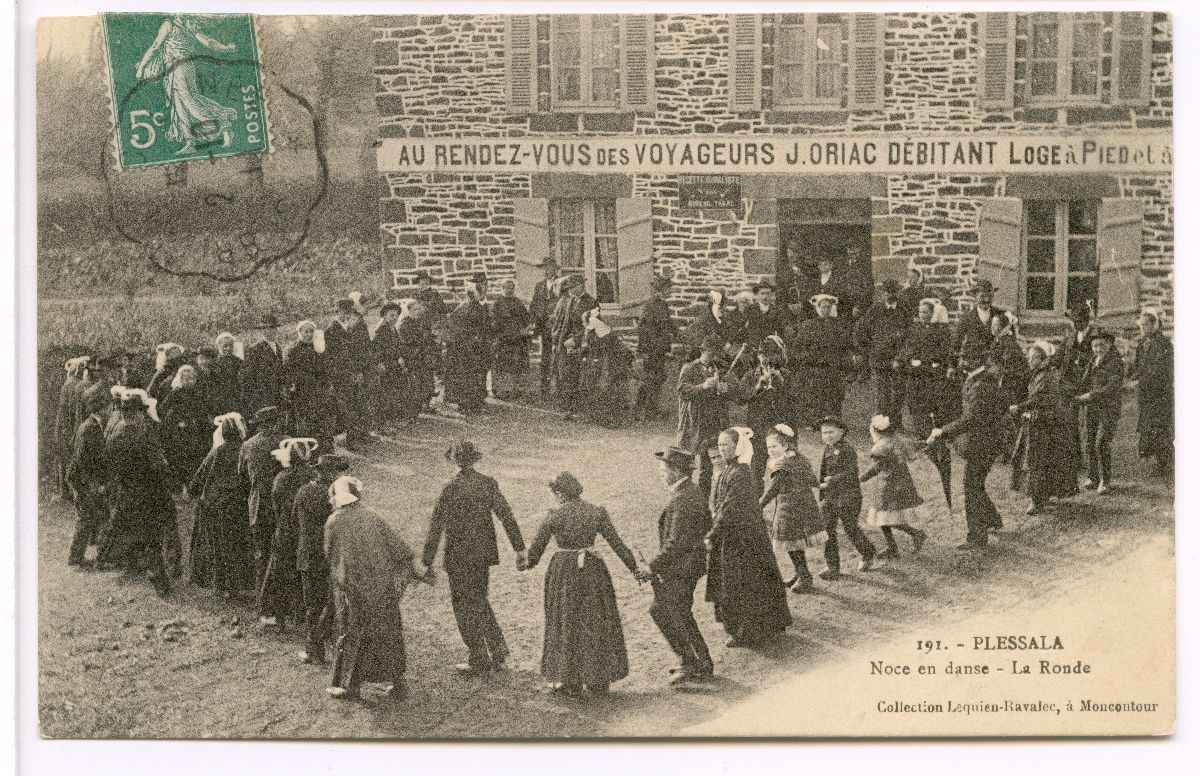 5c
POSTES
AU RENDEZ-VOUS DES VOYAGEURS J. ORIAC DÉBITANT LOGE à PIED et à
191. - PLESSALA
Noce en danse - La Ronde
Collection Lequien-Ravalec, à Moncontour